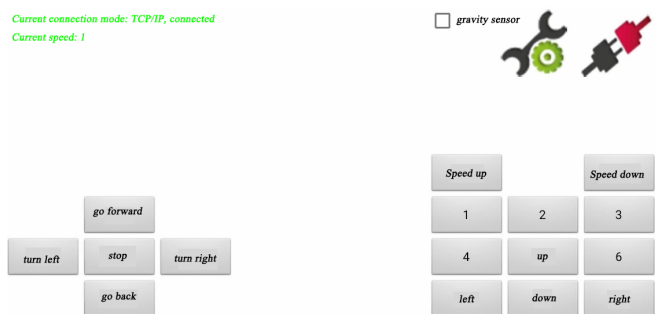 Current connection mode: TCP/IP, connected
Current speed: 1
gravity sensor
Speed up
Speed down
go forward
1
2
3
turn left
stop
turn right
4
up
6
go back
left
down
right